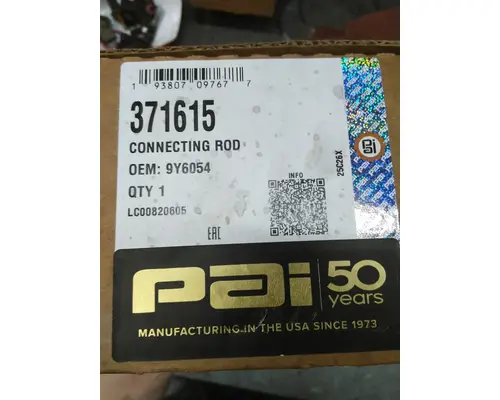 1 93807 09767 7
371615
CONNECTING ROD
OEM: 9Y6054
QTY 1
LC00820605
INFO
25C26X
EAC
pai 50
years
MANUFACTURING IN THE USA SINCE 1973